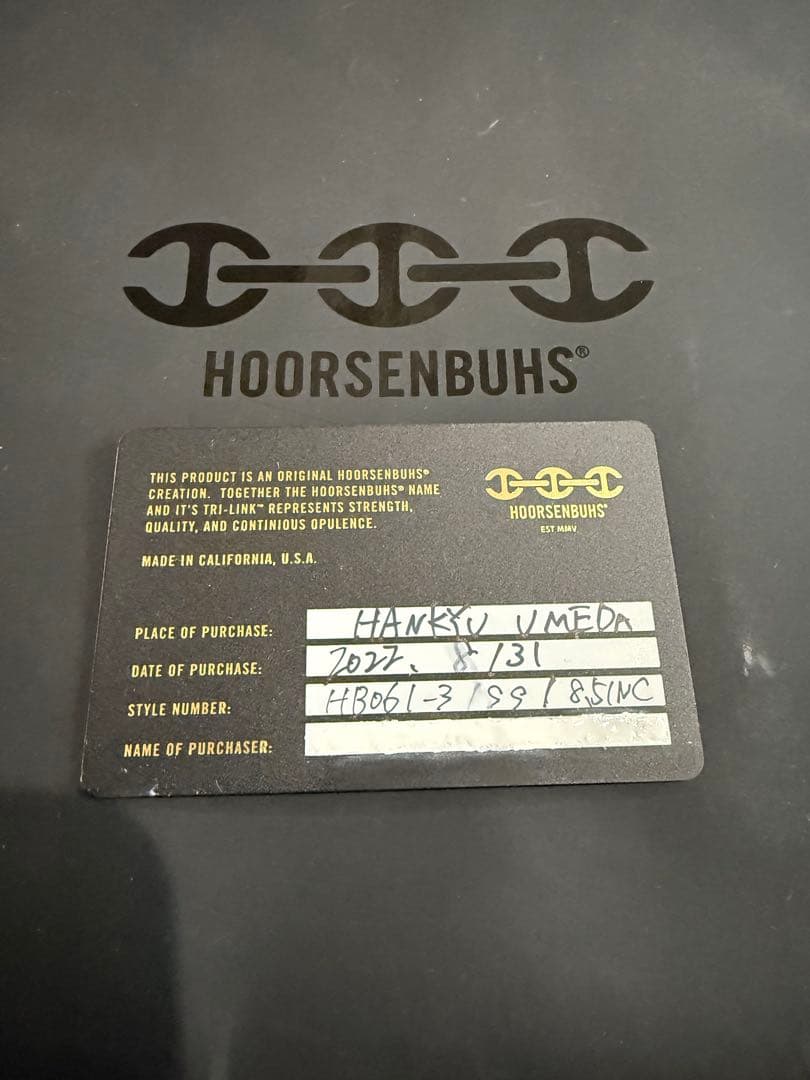 HOORSENBUHS®
THIS PRODUCT IS AN ORIGINAL HOORSENBUHS®
CREATION. TOGETHER THE HOORSENBUHS® NAME
AND IT'S TRI-LINK™ REPRESENTS STRENGTH,
QUALITY, AND CONTINIOUS OPULENCE.
MADE IN CALIFORNIA, U.S.A.
HOORSENBUHS®
EST MMV
PLACE OF PURCHASE: HANKYU UMEDA
DATE OF PURCHASE: 2022. 8/31
STYLE NUMBER: HB061-3/SS/8.5INC
NAME OF PURCHASER: